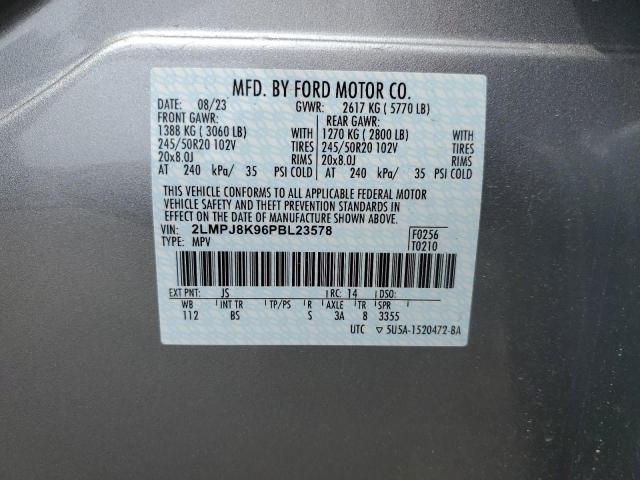 MFD. BY FORD MOTOR CO.
DATE: 08/23 GVWR: 2617 KG ( 5770 LB)
FRONT GAWR: REAR GAWR:
1388 KG ( 3060 LB) WITH 1270 KG ( 2800 LB) WITH
245/50R20 102V TIRES 245/50R20 102V TIRES
20x8.0J RIMS 20x8.0J RIMS
AT 240 kPa/ 35 PSI COLD AT 240 kPa/ 35 PSI COLD
THIS VEHICLE CONFORMS TO ALL APPLICABLE FEDERAL MOTOR
VEHICLE SAFETY AND THEFT PREVENTION STANDARDS IN
EFFECT ON THE DATE OF MANUFACTURE SHOWN ABOVE.
VIN: 2LMPJ8K96PBL23578 F0256
TYPE: MPV T0210
EXT PNT: JS RC: 14 DSO:
WB INT TR TP/PS R AXLE TR SPR
112 BS S 3A 8 3355
UTC ▽5U5A-1520472-BA